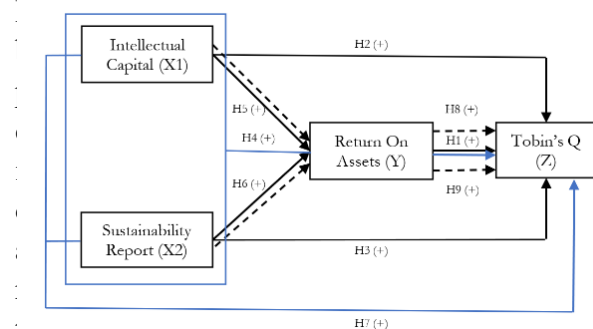 Intellectual
Capital (X1)
H2 (+)
H5 (+)
H4 (+)
H8 (+)
Return On
Assets (Y)
H1 (+)
Tobin's Q
(Z)
H6 (+)
H9 (+)
Sustainability
Report (X2)
H3 (+)
H7 (+)